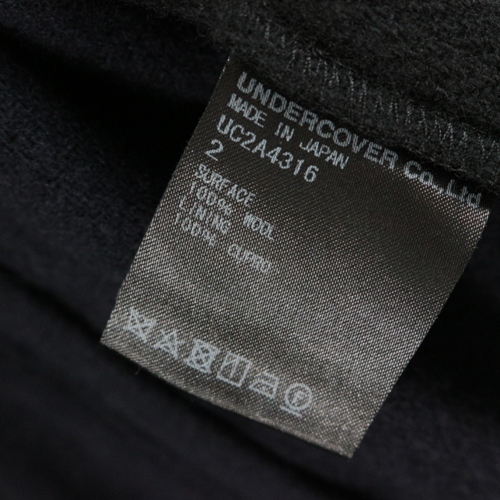 UNDERCOVER Co.,Ltd
MADE IN JAPAN
UC2A4316
2
SURFACE
100% WOOL
LINING
100% CUPRO